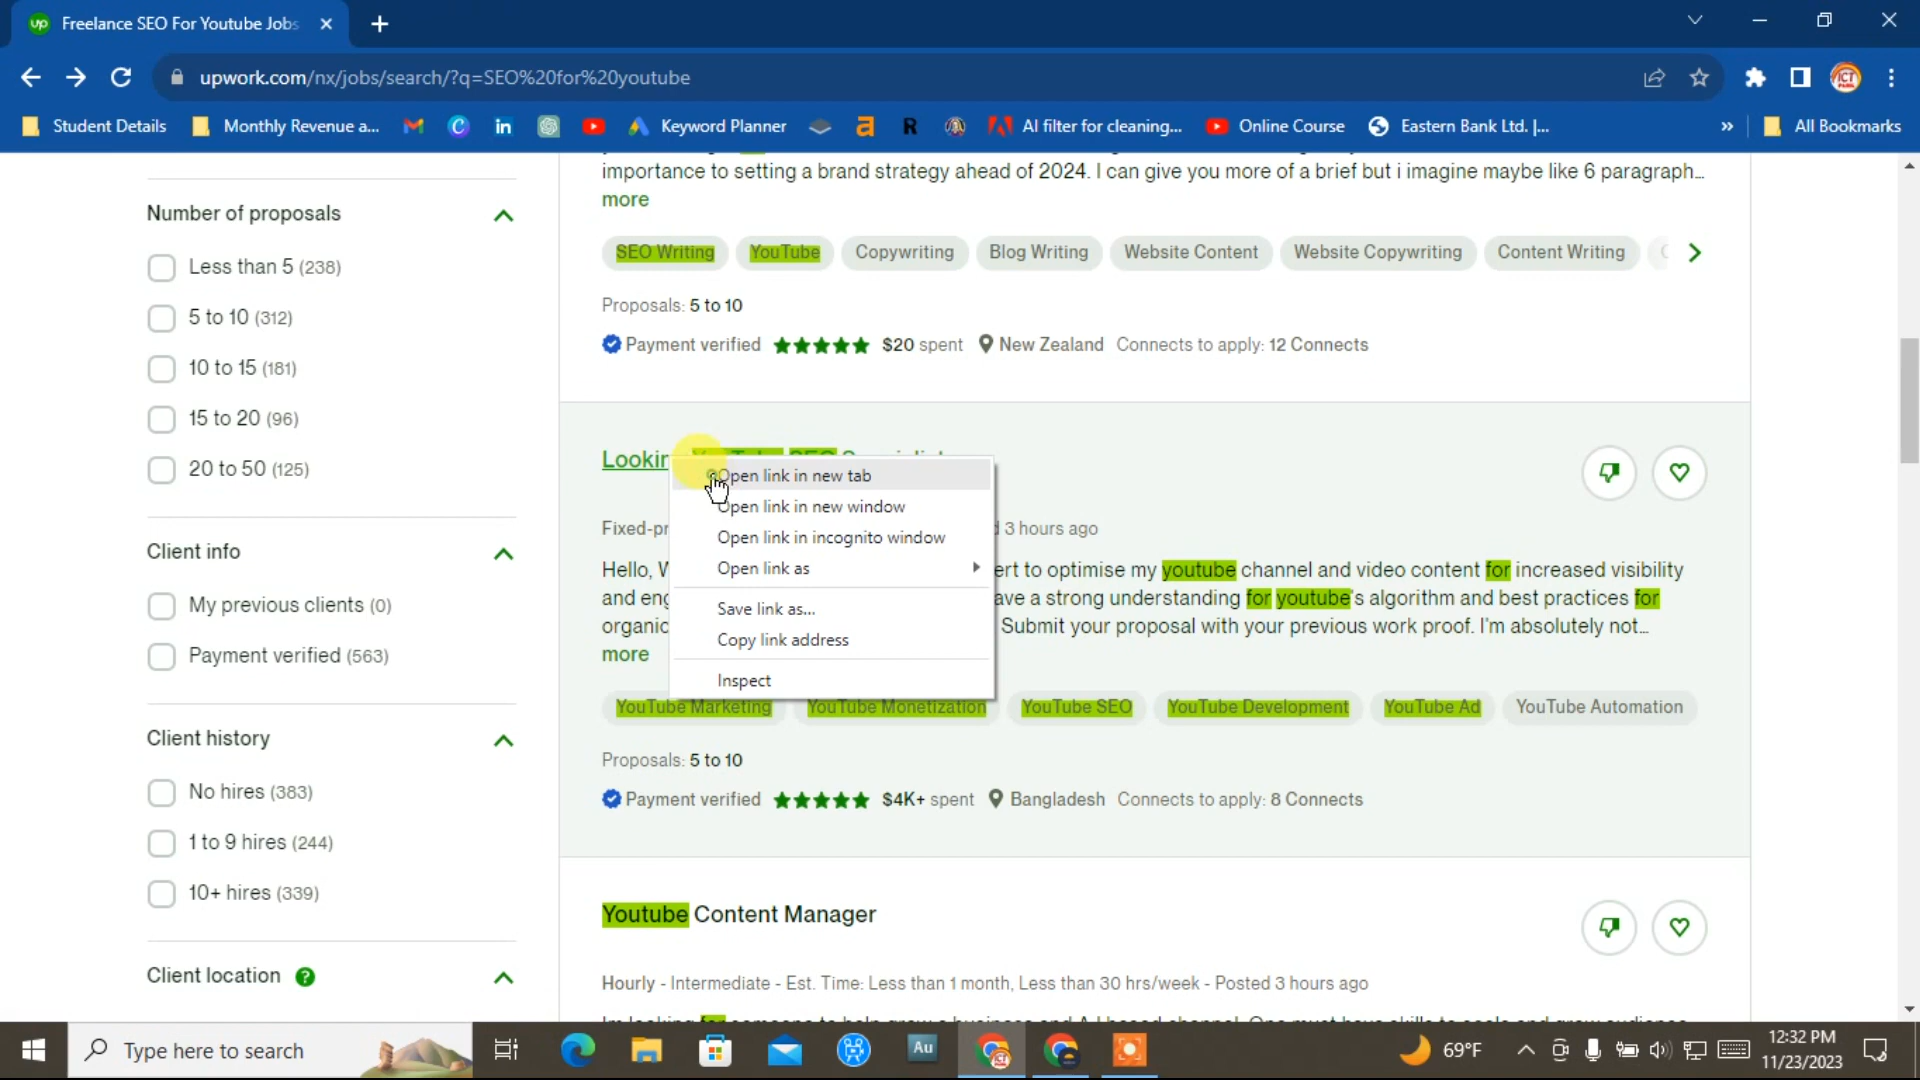 Freelance SEO For Youtube Jobs
upwork.com/nx/jobs/search/?q=SEO%20for%20youtube
Student Details
Monthly Revenue a...
Keyword Planner
AI filter for cleaning...
Online Course
Eastern Bank Ltd. |...
» All Bookmarks
Number of proposals
Less than 5 (238)
5 to 10 (312)
10 to 15 (181)
15 to 20 (96)
20 to 50 (125)
Client info
My previous clients (0)
Payment verified (563)
Client history
No hires (383)
1 to 9 hires (244)
10+ hires (339)
Client location
importance to setting a brand strategy ahead of 2024. I can give you more of a brief but i imagine maybe like 6 paragraph...
more
SEO Writing YouTube Copywriting Blog Writing Website Content Website Copywriting Content Writing
Proposals: 5 to 10
Payment verified $20 spent New Zealand Connects to apply: 12 Connects
Open link in new tab
Open link in new window
Open link in incognito window
Open link as
Save link as...
Copy link address
Inspect
3 hours ago
Hello, ert to optimise my youtube channel and video content for increased visibility
and ave a strong understanding for youtube's algorithm and best practices for
Submit your proposal with your previous work proof. I'm absolutely not...
more
YouTube Marketing YouTube Monetization YouTube SEO YouTube Development YouTube Ad YouTube Automation
Proposals: 5 to 10
Payment verified $4K+ spent Bangladesh Connects to apply: 8 Connects
Youtube Content Manager
Hourly - Intermediate - Est. Time: Less than 1 month, Less than 30 hrs/week - Posted 3 hours ago
Type here to search
Au
69°F
12:32 PM
11/23/2023